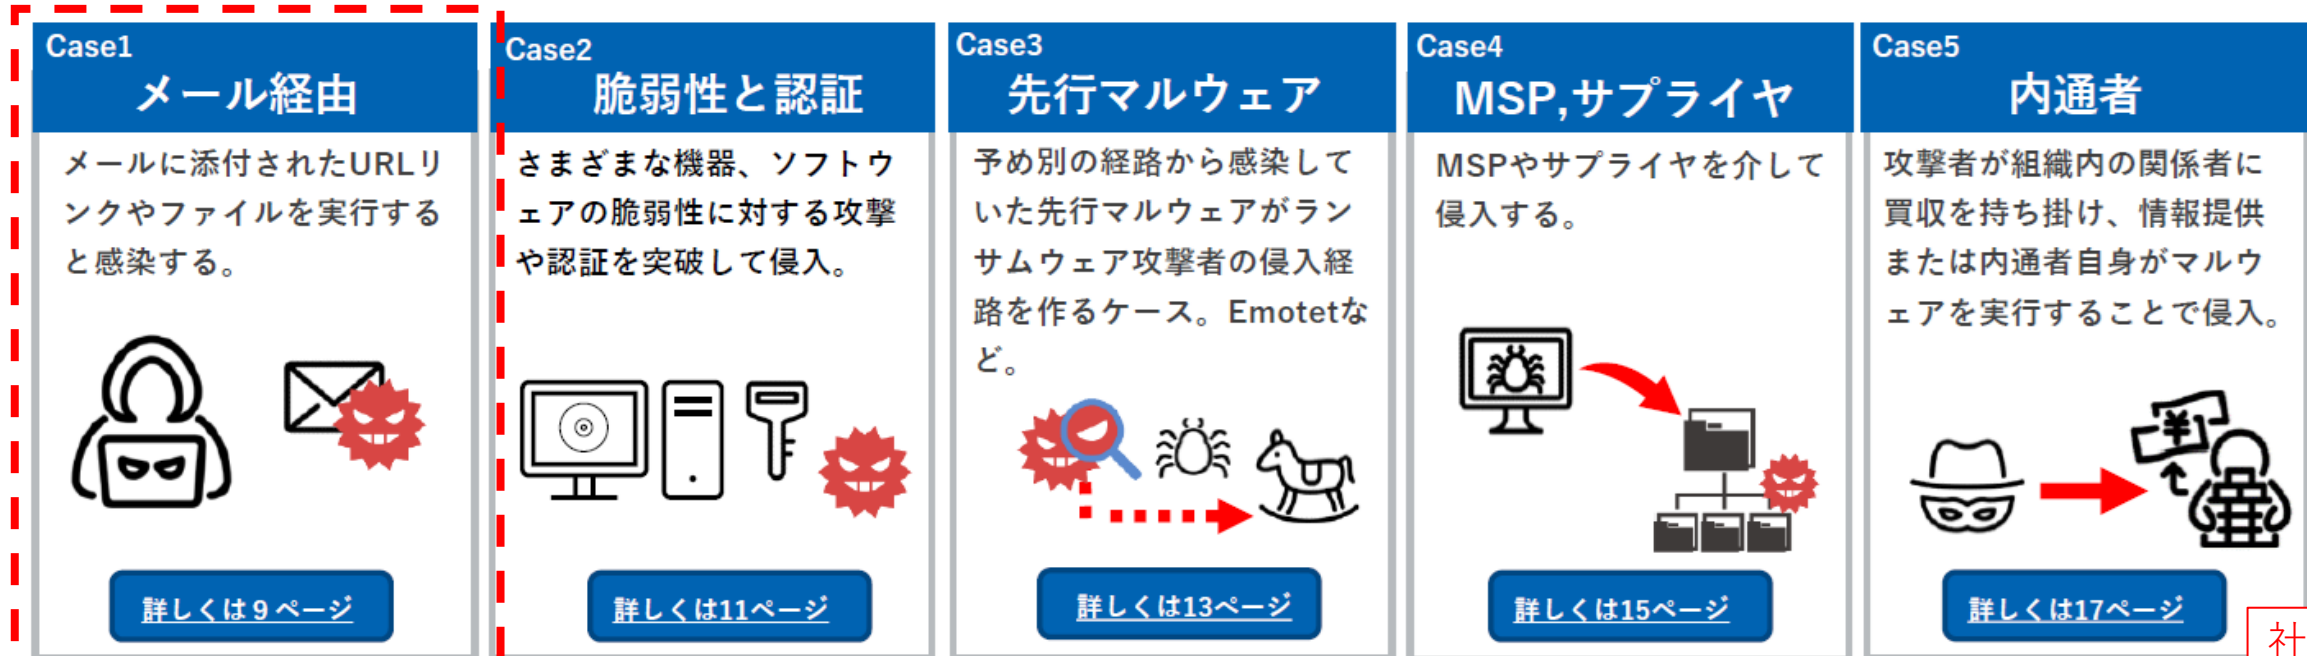 Case1
メール経由
メールに添付されたURLリ
ンクやファイルを実行する
と感染する。
詳しくは９ページ
Case2
脆弱性と認証
さまざまな機器、ソフトウ
ェアの脆弱性に対する攻撃
や認証を突破して侵入。
詳しくは11ページ
Case3
先行マルウェア
予め別の経路から感染して
いた先行マルウェアがラン
サムウェア攻撃者の侵入経
路を作るケース。Emotetな
ど。
詳しくは13ページ
Case4
MSP,サプライヤ
MSPやサプライヤを介して
侵入する。
詳しくは15ページ
Case5
内通者
攻撃者が組織内の関係者に
買収を持ち掛け、情報提供
または内通者自身がマルウ
ェアを実行することで侵入。
¥
詳しくは17ページ
社